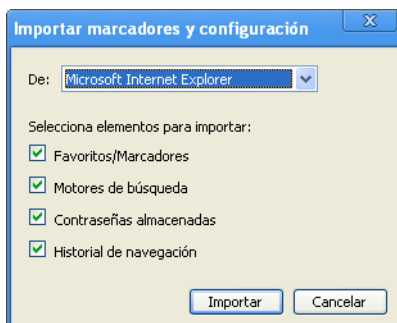 Importar marcadores y configuración
De: Microsoft Internet Explorer
Selecciona elementos para importar:
Favoritos/Marcadores
Motores de búsqueda
Contraseñas almacenadas
Historial de navegación
Importar Cancelar